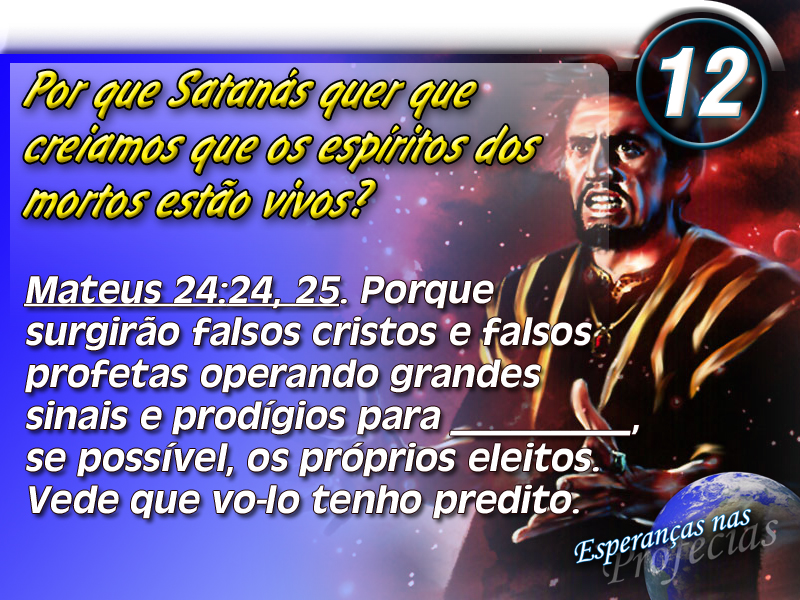 12
Por que Satanás quer que
creiamos que os espíritos dos
mortos estão vivos?
Mateus 24:24, 25. Porque
surgirão falsos cristos e falsos
profetas operando grandes
sinais e prodígios para __________,
se possível, os próprios eleitos.
Vede que vo-lo tenho predito.
Esperanças nas
Profecias